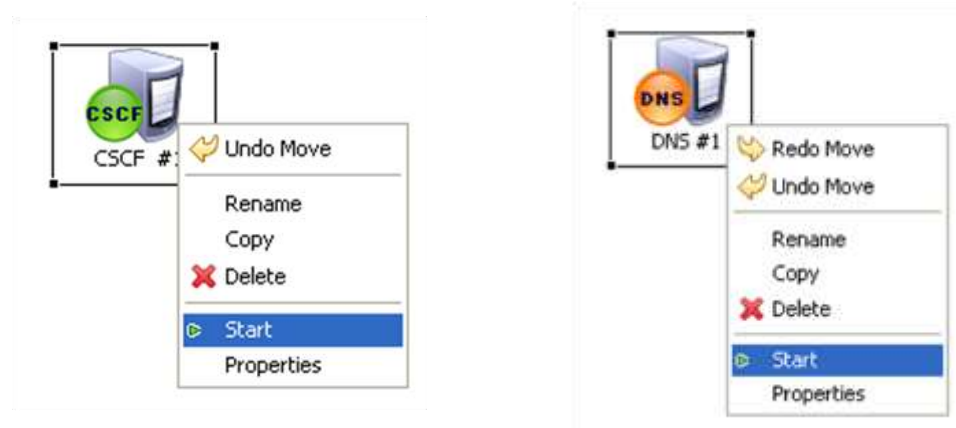 CSCF
CSCF #1
Undo Move
Rename
Copy
Delete
Start
Properties
DNS
DNS #1
Redo Move
Undo Move
Rename
Copy
Delete
Start
Properties